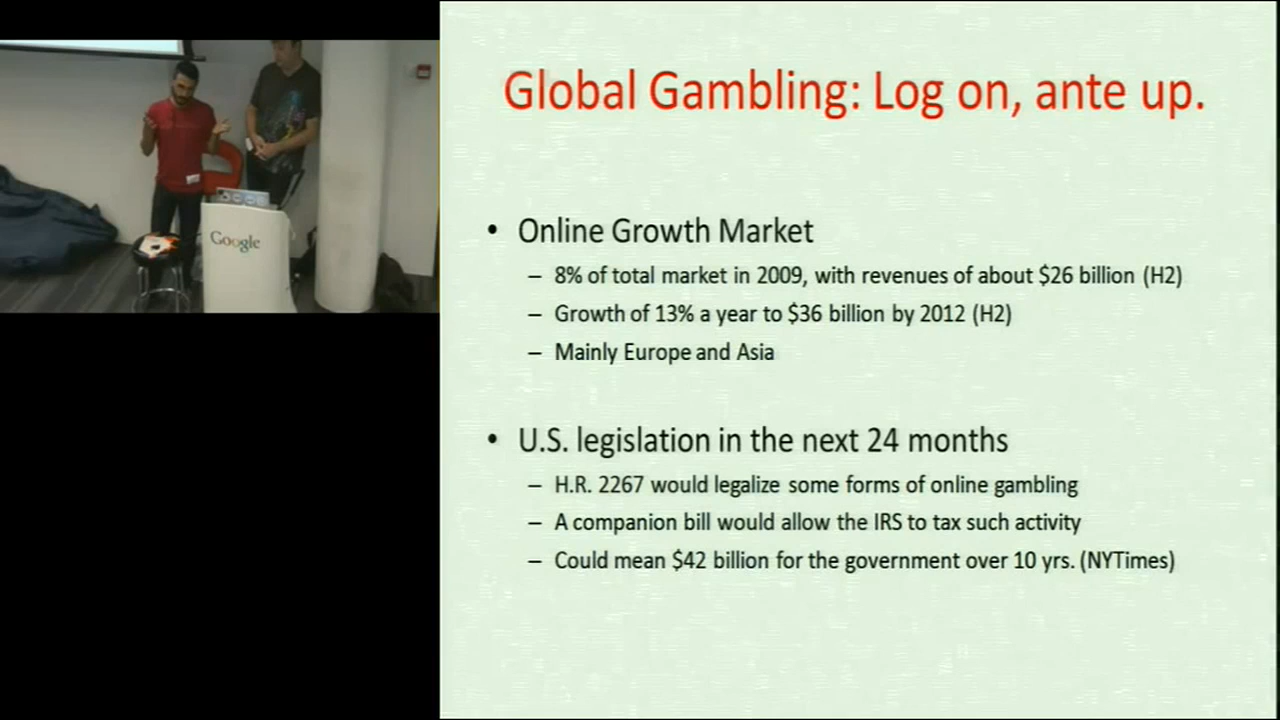 Global Gambling: Log on, ante up.
• Online Growth Market
– 8% of total market in 2009, with revenues of about $26 billion (H2)
– Growth of 13% a year to $36 billion by 2012 (H2)
– Mainly Europe and Asia
• U.S. legislation in the next 24 months
– H.R. 2267 would legalize some forms of online gambling
– A companion bill would allow the IRS to tax such activity
– Could mean $42 billion for the government over 10 yrs. (NYTimes)
Google